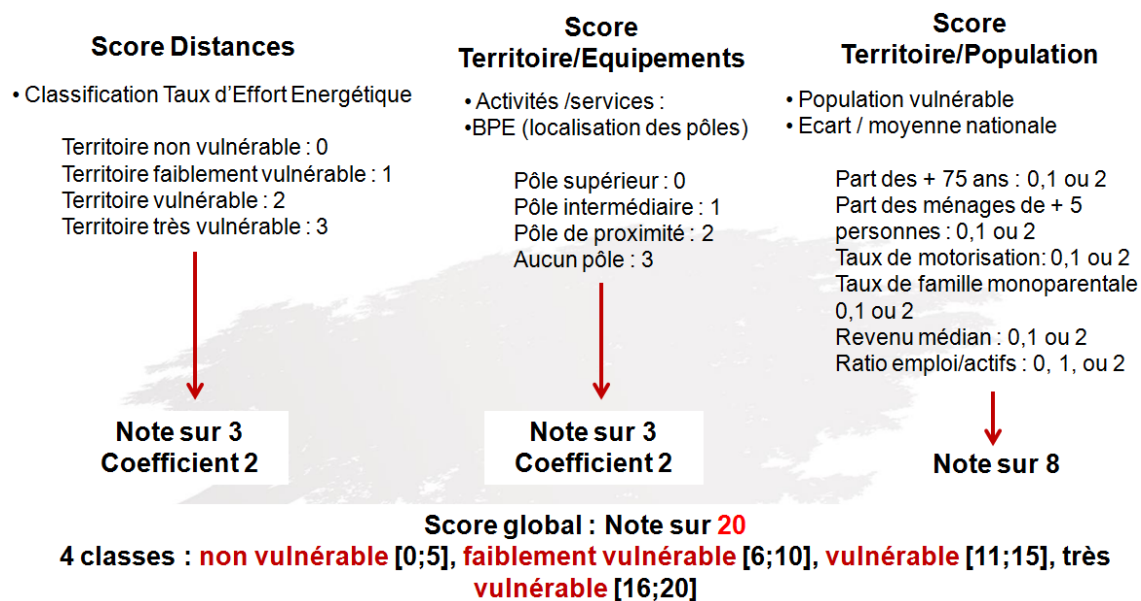 Score Distances
• Classification Taux d'Effort Energétique
Territoire non vulnérable : 0
Territoire faiblement vulnérable : 1
Territoire vulnérable : 2
Territoire très vulnérable : 3
Note sur 3
Coefficient 2
Score
Territoire/Equipements
• Activités /services :
•BPE (localisation des pôles)
Pôle supérieur : 0
Pôle intermédiaire : 1
Pôle de proximité : 2
Aucun pôle : 3
Note sur 3
Coefficient 2
Score
Territoire/Population
• Population vulnérable
• Ecart / moyenne nationale
Part des + 75 ans : 0,1 ou 2
Part des ménages de + 5
personnes : 0,1 ou 2
Taux de motorisation: 0,1 ou 2
Taux de famille monoparentale
0,1 ou 2
Revenu médian : 0,1 ou 2
Ratio emploi/actifs : 0, 1, ou 2
Note sur 8
Score global : Note sur 20
4 classes : non vulnérable [0;5], faiblement vulnérable [6;10], vulnérable [11;15], très
vulnérable [16;20]